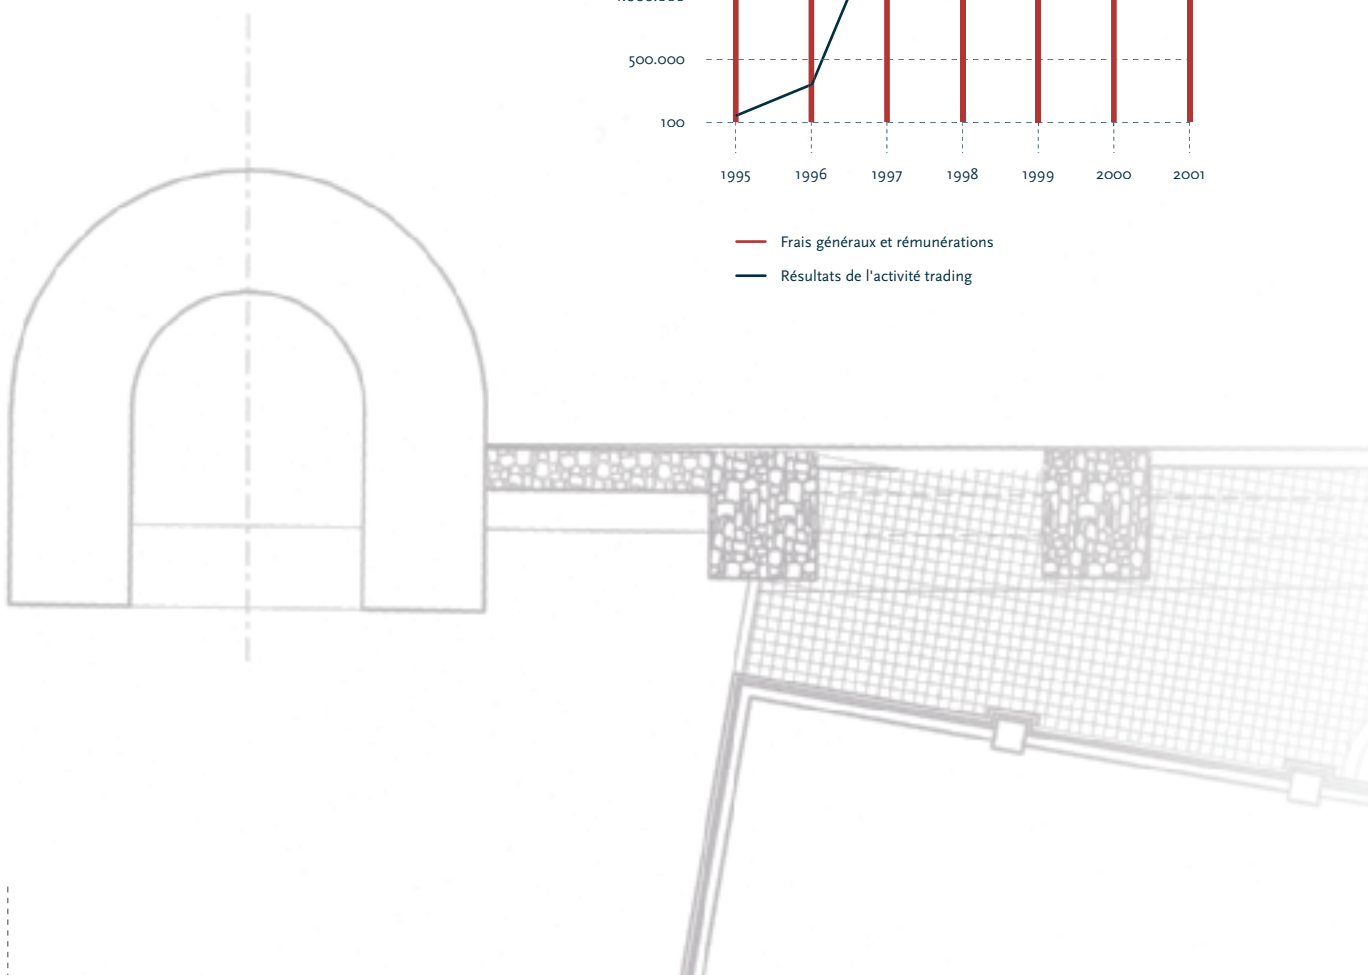 500.000
100
1995 1996 1997 1998 1999 2000 2001
Frais généraux et rémunérations
Résultats de l'activité trading